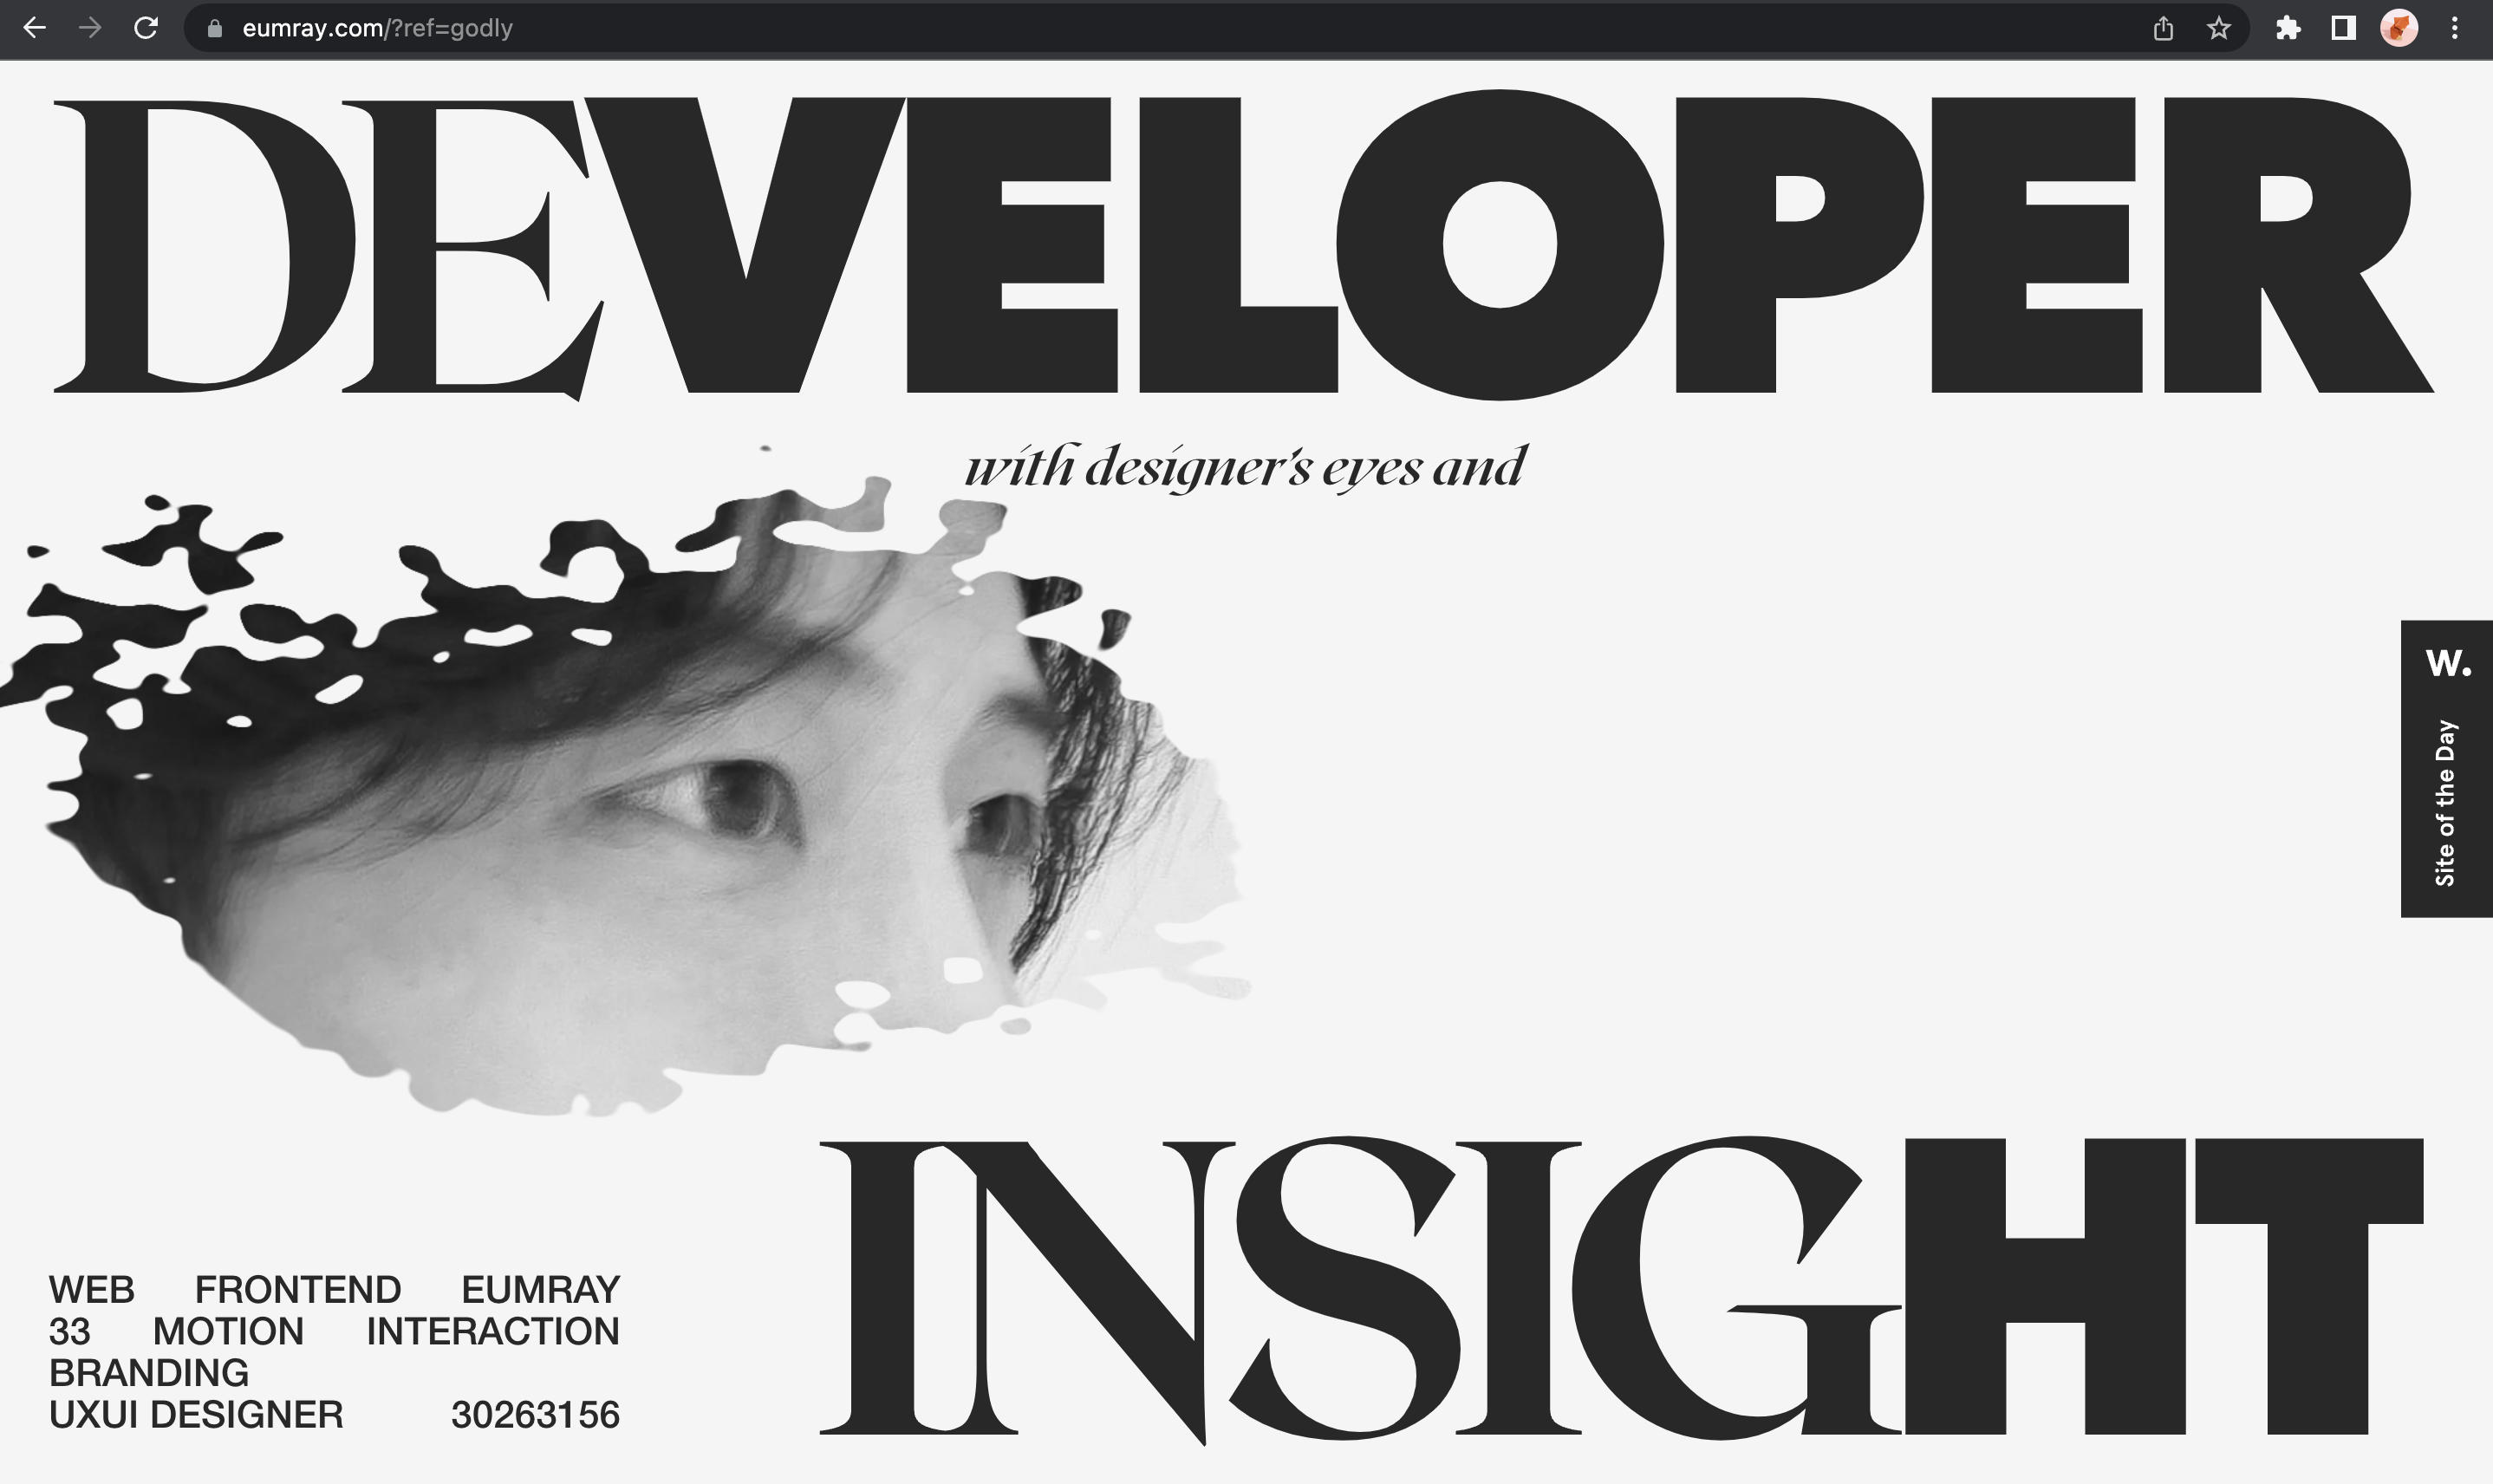 eumray.com/?ref=godly
DEVELOPER
with designer's eyes and
W.
Site of the Day
INSIGHT
WEB FRONTEND EUMRAY
33 MOTION INTERACTION
BRANDING
UXUI DESIGNER 30263156